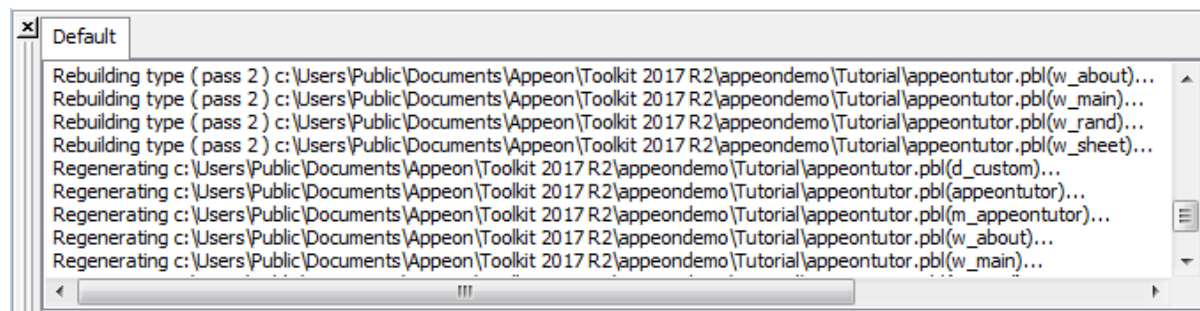 Default
Rebuilding type ( pass 2 ) c:\Users\Public\Documents\Appeon\Toolkit 2017 R2\appeondemo\Tutorial\appeontutor.pbl(w_about)...
Rebuilding type ( pass 2 ) c:\Users\Public\Documents\Appeon\Toolkit 2017 R2\appeondemo\Tutorial\appeontutor.pbl(w_main)...
Rebuilding type ( pass 2 ) c:\Users\Public\Documents\Appeon\Toolkit 2017 R2\appeondemo\Tutorial\appeontutor.pbl(w_rand)...
Rebuilding type ( pass 2 ) c:\Users\Public\Documents\Appeon\Toolkit 2017 R2\appeondemo\Tutorial\appeontutor.pbl(w_sheet)...
Regenerating c:\Users\Public\Documents\Appeon\Toolkit 2017 R2\appeondemo\Tutorial\appeontutor.pbl(d_custom)...
Regenerating c:\Users\Public\Documents\Appeon\Toolkit 2017 R2\appeondemo\Tutorial\appeontutor.pbl(appeontutor)...
Regenerating c:\Users\Public\Documents\Appeon\Toolkit 2017 R2\appeondemo\Tutorial\appeontutor.pbl(m_appeontutor)...
Regenerating c:\Users\Public\Documents\Appeon\Toolkit 2017 R2\appeondemo\Tutorial\appeontutor.pbl(w_about)...
Regenerating c:\Users\Public\Documents\Appeon\Toolkit 2017 R2\appeondemo\Tutorial\appeontutor.pbl(w_main)...